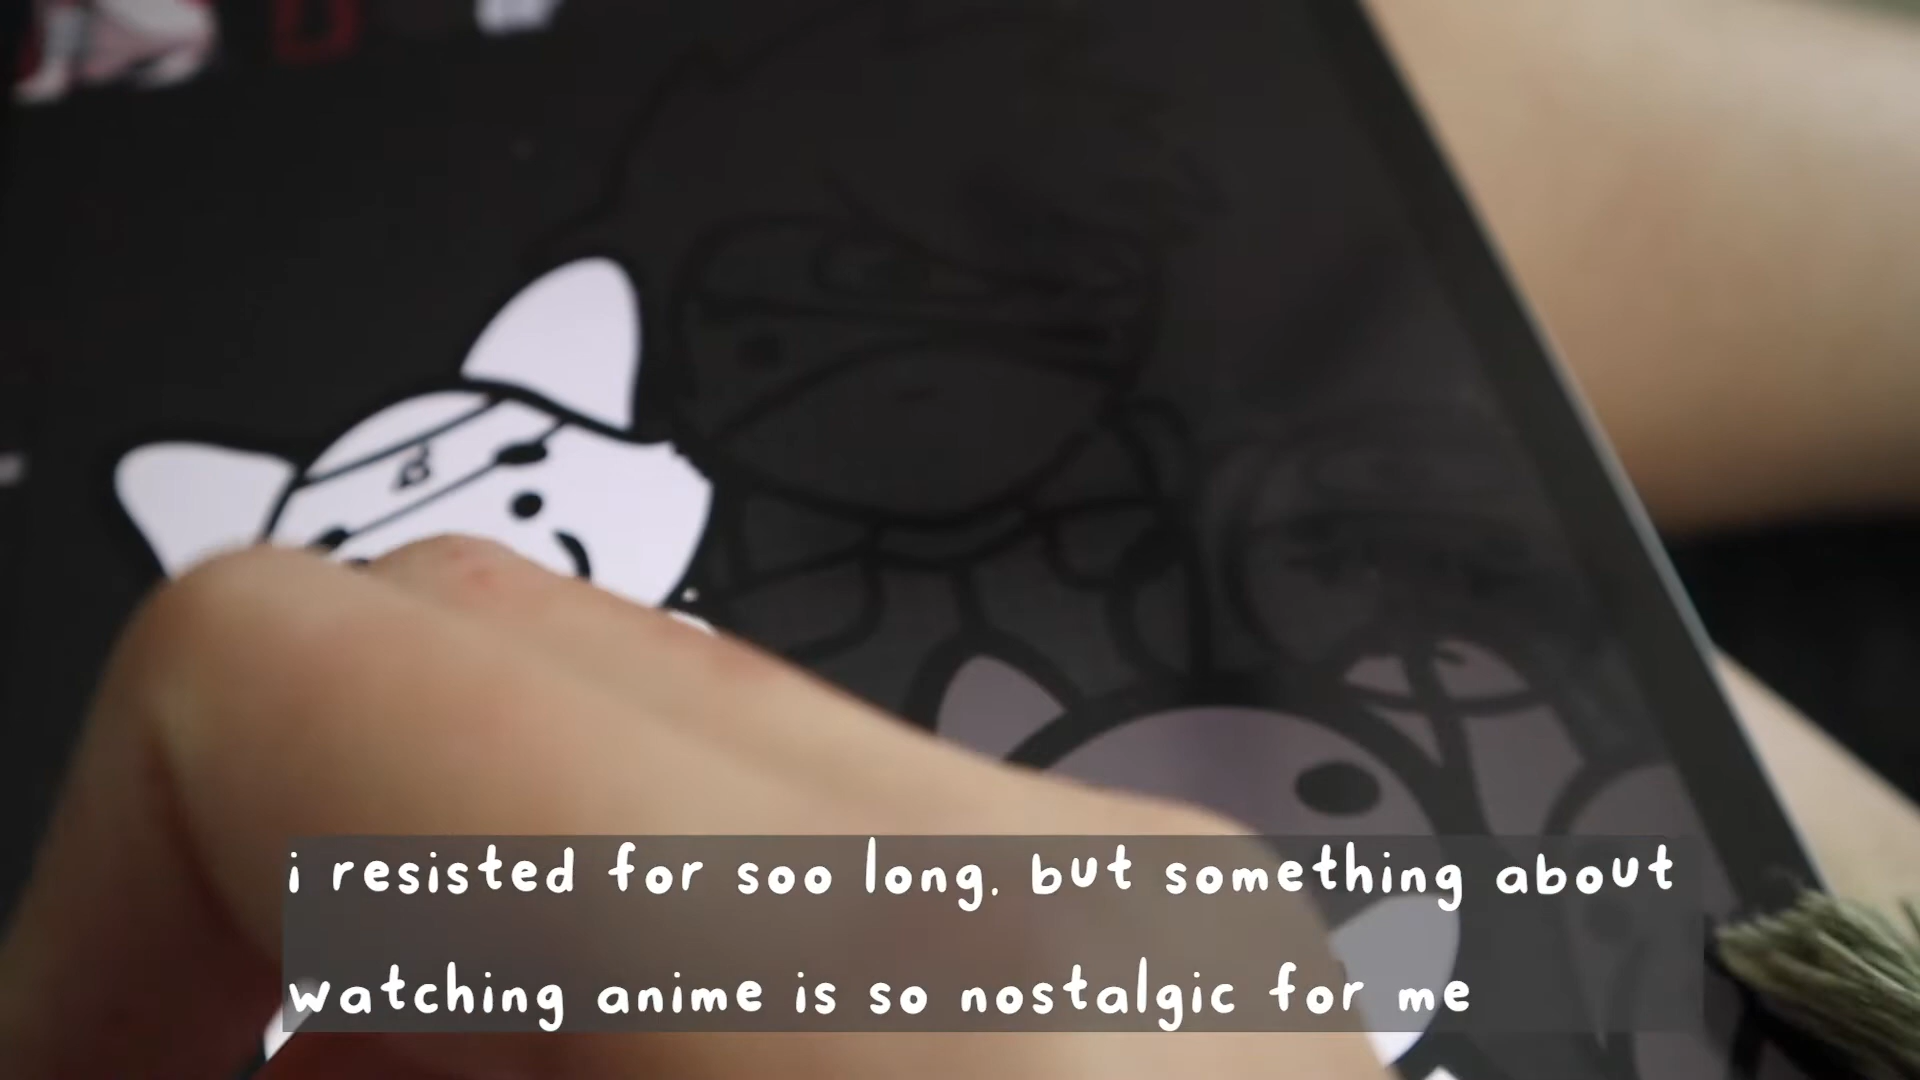 i resisted for soo long. but something about
watching anime is so nostalgic for me